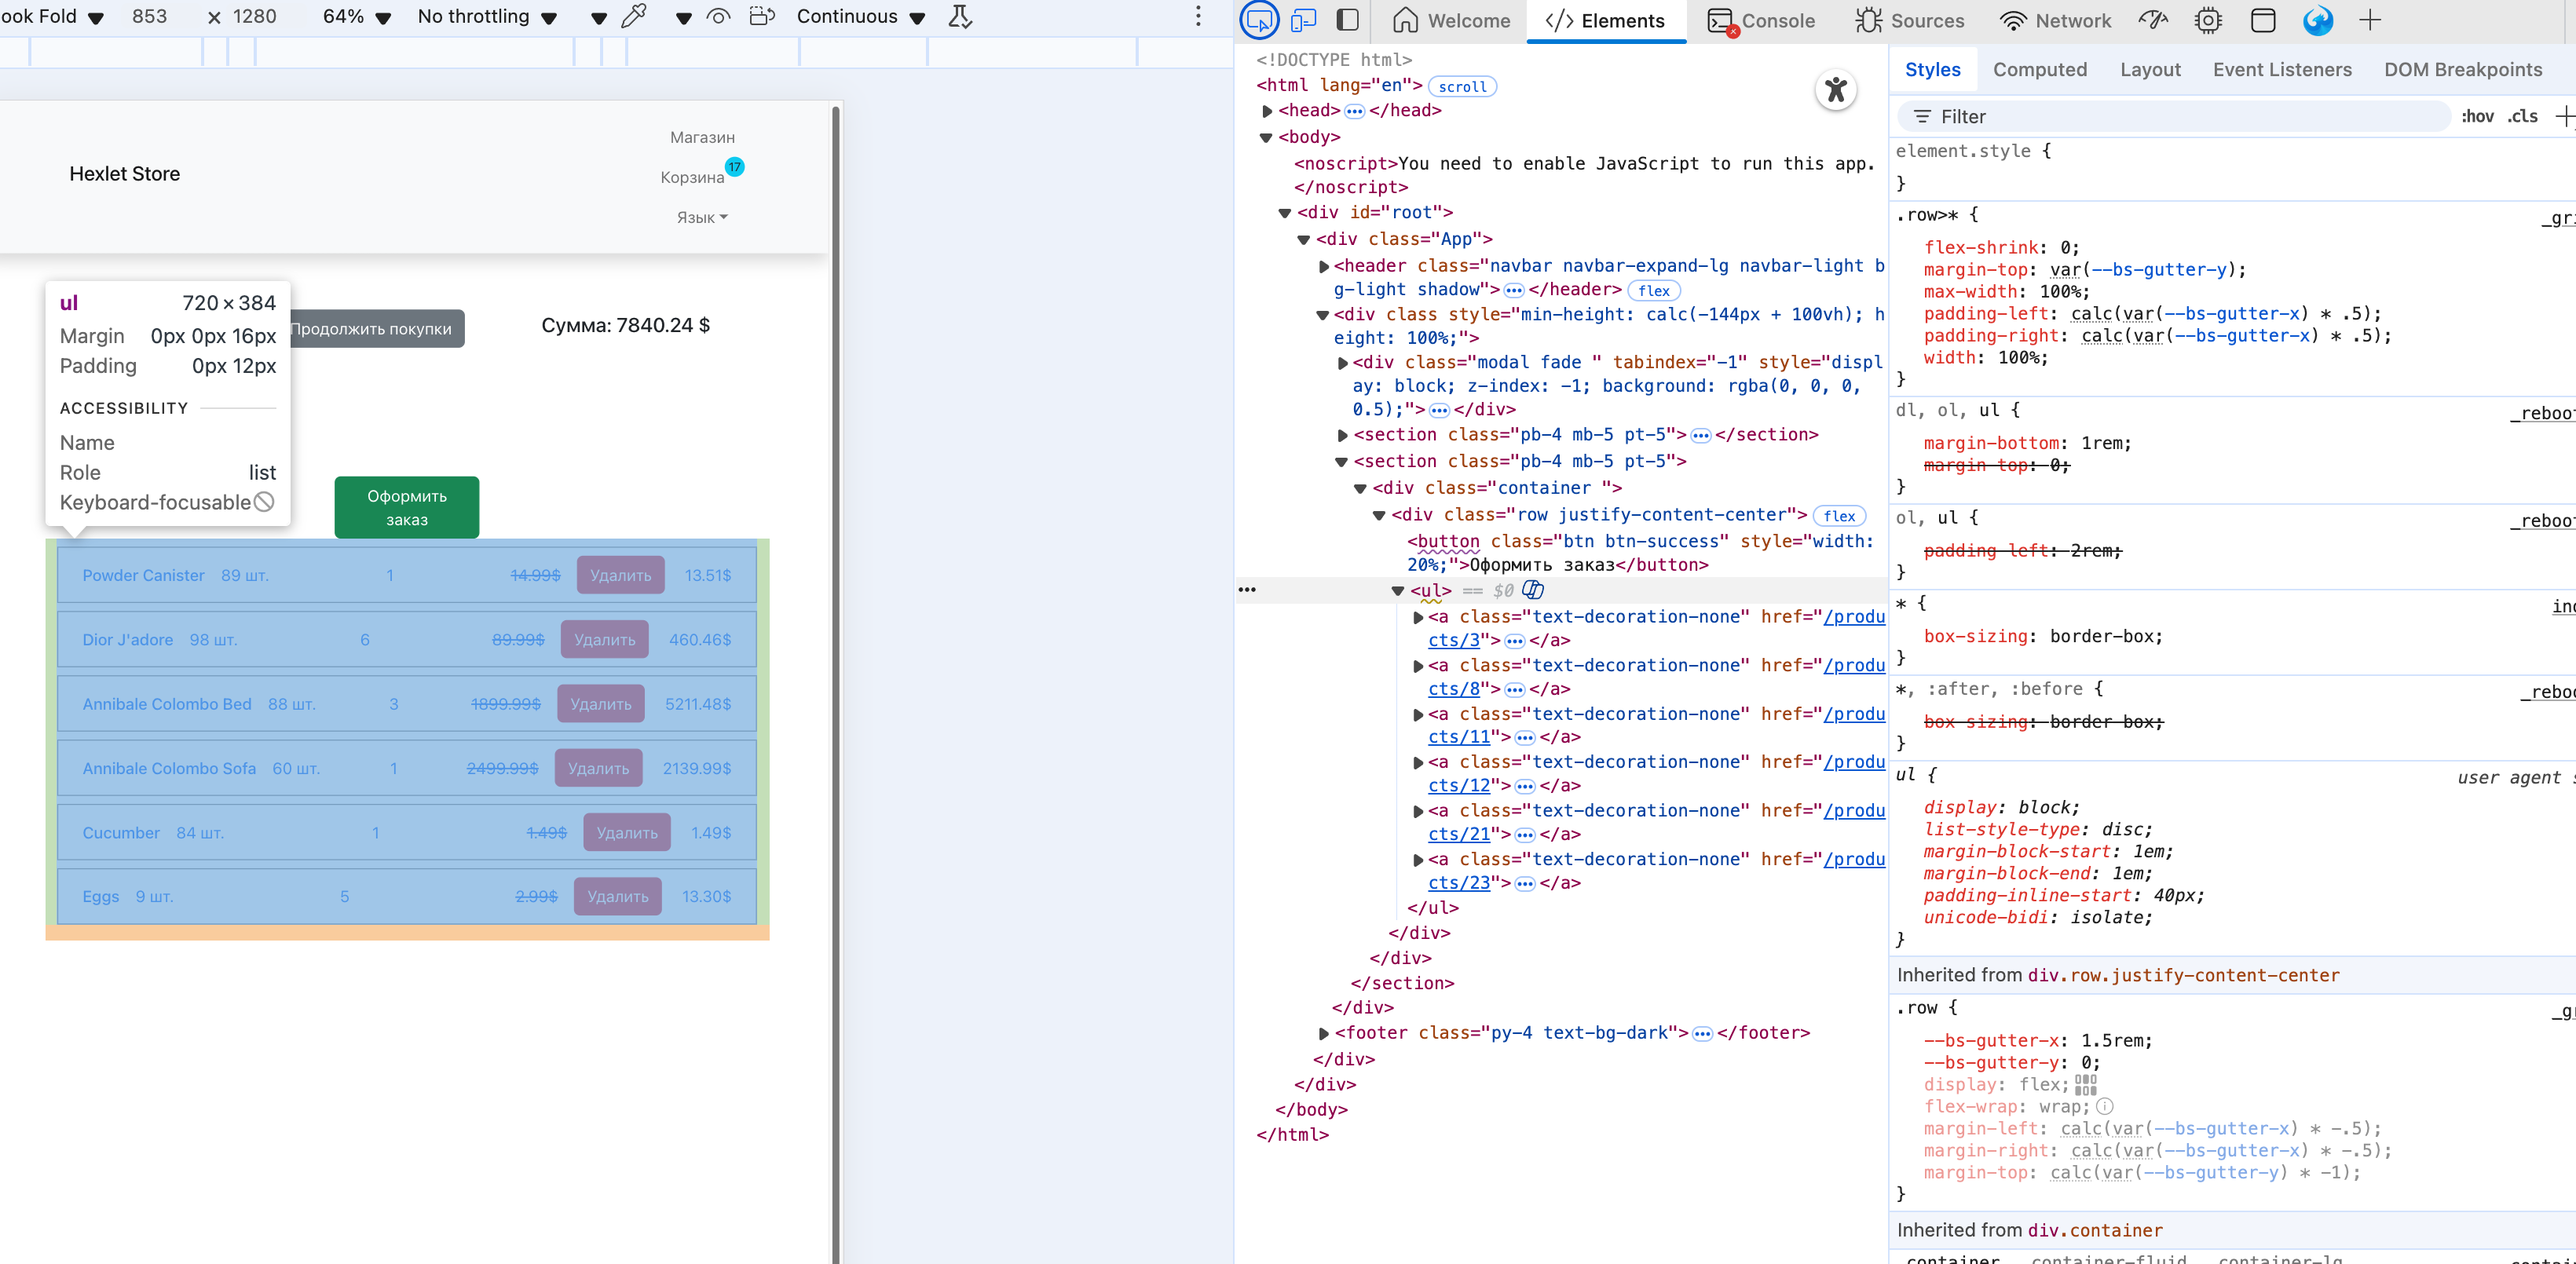 ook Fold 853 × 1280 64% No throttling Continuous
Welcome Elements Console Sources Network
Hexlet Store
Магазин
Корзина 17
Язык
ul 720 × 384
Margin 0px 0px 16px
Padding 0px 12px
ACCESSIBILITY
Name
Role list
Keyboard-focusable
Продолжить покупки
Сумма: 7840.24 $
Оформить
заказ
Powder Canister 89 шт. 1 14.99$ Удалить 13.51$
Dior J'adore 98 шт. 6 89.99$ Удалить 460.46$
Annibale Colombo Bed 88 шт. 3 1899.99$ Удалить 5211.48$
Annibale Colombo Sofa 60 шт. 1 2499.99$ Удалить 2139.99$
Cucumber 84 шт. 1 1.49$ Удалить 1.49$
Eggs 9 шт. 5 2.99$ Удалить 13.30$
<!DOCTYPE html>
<html lang="en"> scroll
<head> ••• </head>
<body>
<noscript>You need to enable JavaScript to run this app.
</noscript>
<div id="root">
<div class="App">
<header class="navbar navbar-expand-lg navbar-light b
g-light shadow"> ••• </header> flex
<div class style="min-height: calc(-144px + 100vh); h
eight: 100%;">
<div class="modal fade " tabindex="-1" style="displ
ay: block; z-index: -1; background: rgba(0, 0, 0,
0.5);"> ••• </div>
<section class="pb-4 mb-5 pt-5"> ••• </section>
<section class="pb-4 mb-5 pt-5">
<div class="container ">
<div class="row justify-content-center"> flex
<button class="btn btn-success" style="width:
20%;">Оформить заказ</button>
••• <ul> == $0
<a class="text-decoration-none" href="/produ
cts/3"> ••• </a>
<a class="text-decoration-none" href="/produ
cts/8"> ••• </a>
<a class="text-decoration-none" href="/produ
cts/11"> ••• </a>
<a class="text-decoration-none" href="/produ
cts/12"> ••• </a>
<a class="text-decoration-none" href="/produ
cts/21"> ••• </a>
<a class="text-decoration-none" href="/produ
cts/23"> ••• </a>
</ul>
</div>
</div>
</section>
</div>
<footer class="py-4 text-bg-dark"> ••• </footer>
</div>
</div>
</body>
</html>
Styles Computed Layout Event Listeners DOM Breakpoints
Filter :hov .cls
element.style {
}
.row>* { _gri
flex-shrink: 0;
margin-top: var(--bs-gutter-y);
max-width: 100%;
padding-left: calc(var(--bs-gutter-x) * .5);
padding-right: calc(var(--bs-gutter-x) * .5);
width: 100%;
}
dl, ol, ul { _reboo
margin-bottom: 1rem;
margin-top: 0;
}
ol, ul { _reboo
padding-left: 2rem;
}
* { ind
box-sizing: border-box;
}
*, :after, :before { _reboo
box-sizing: border-box;
}
ul { user agent s
display: block;
list-style-type: disc;
margin-block-start: 1em;
margin-block-end: 1em;
padding-inline-start: 40px;
unicode-bidi: isolate;
}
Inherited from div.row.justify-content-center
.row { _gr
--bs-gutter-x: 1.5rem;
--bs-gutter-y: 0;
display: flex;
flex-wrap: wrap;
margin-left: calc(var(--bs-gutter-x) * -.5);
margin-right: calc(var(--bs-gutter-x) * -.5);
margin-top: calc(var(--bs-gutter-y) * -1);
}
Inherited from div.container
.container, .container-fluid, .container-lg